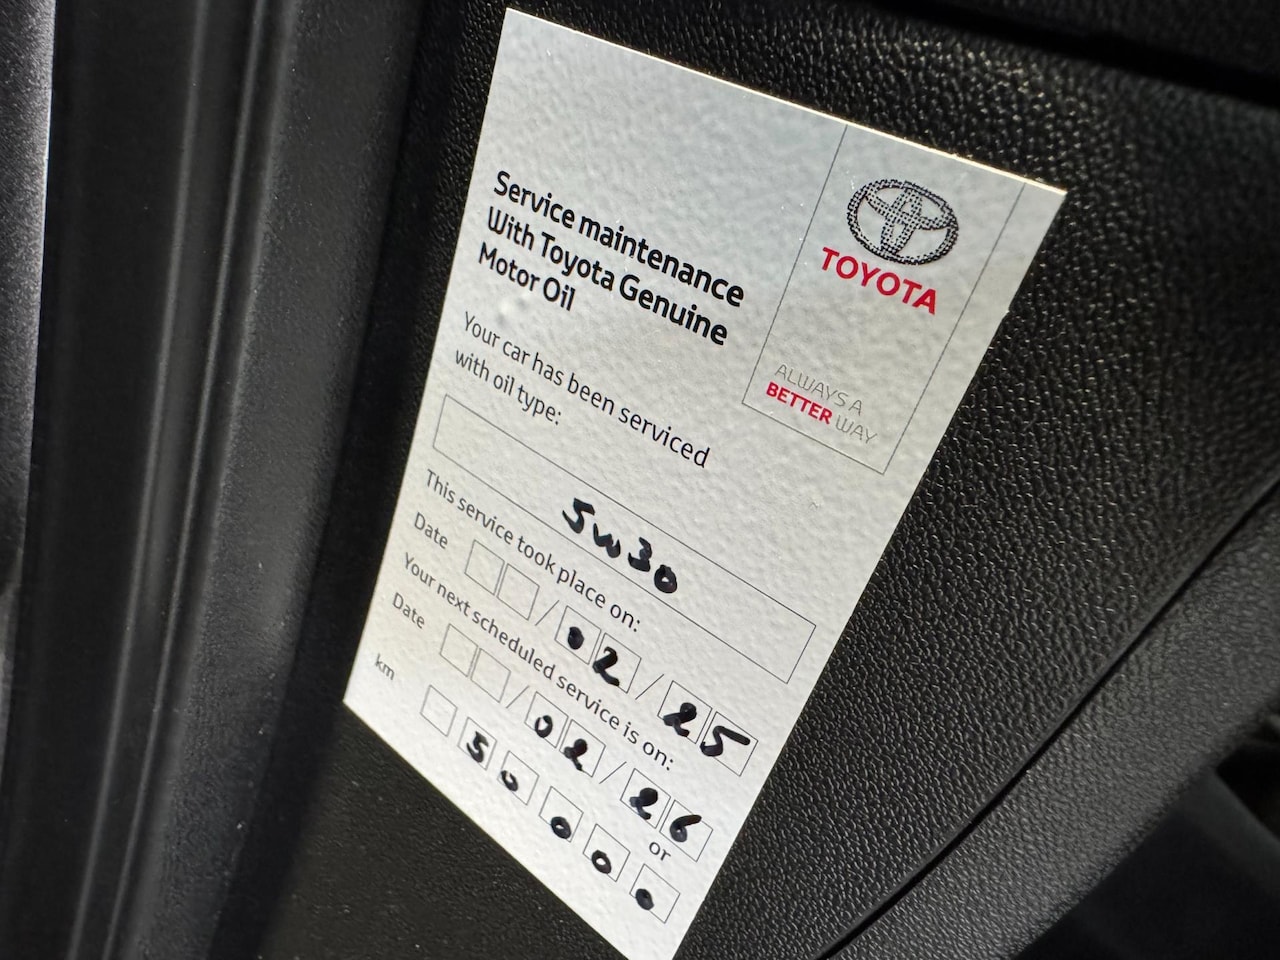 TOYOTA
ALWAYS A
BETTER WAY
Service maintenance
With Toyota Genuine
Motor Oil
Your car has been serviced
with oil type:
5W30
This service took place on:
Date / 02 / 25
Your next scheduled service is on:
Date / 02 / 26 or
km 50000